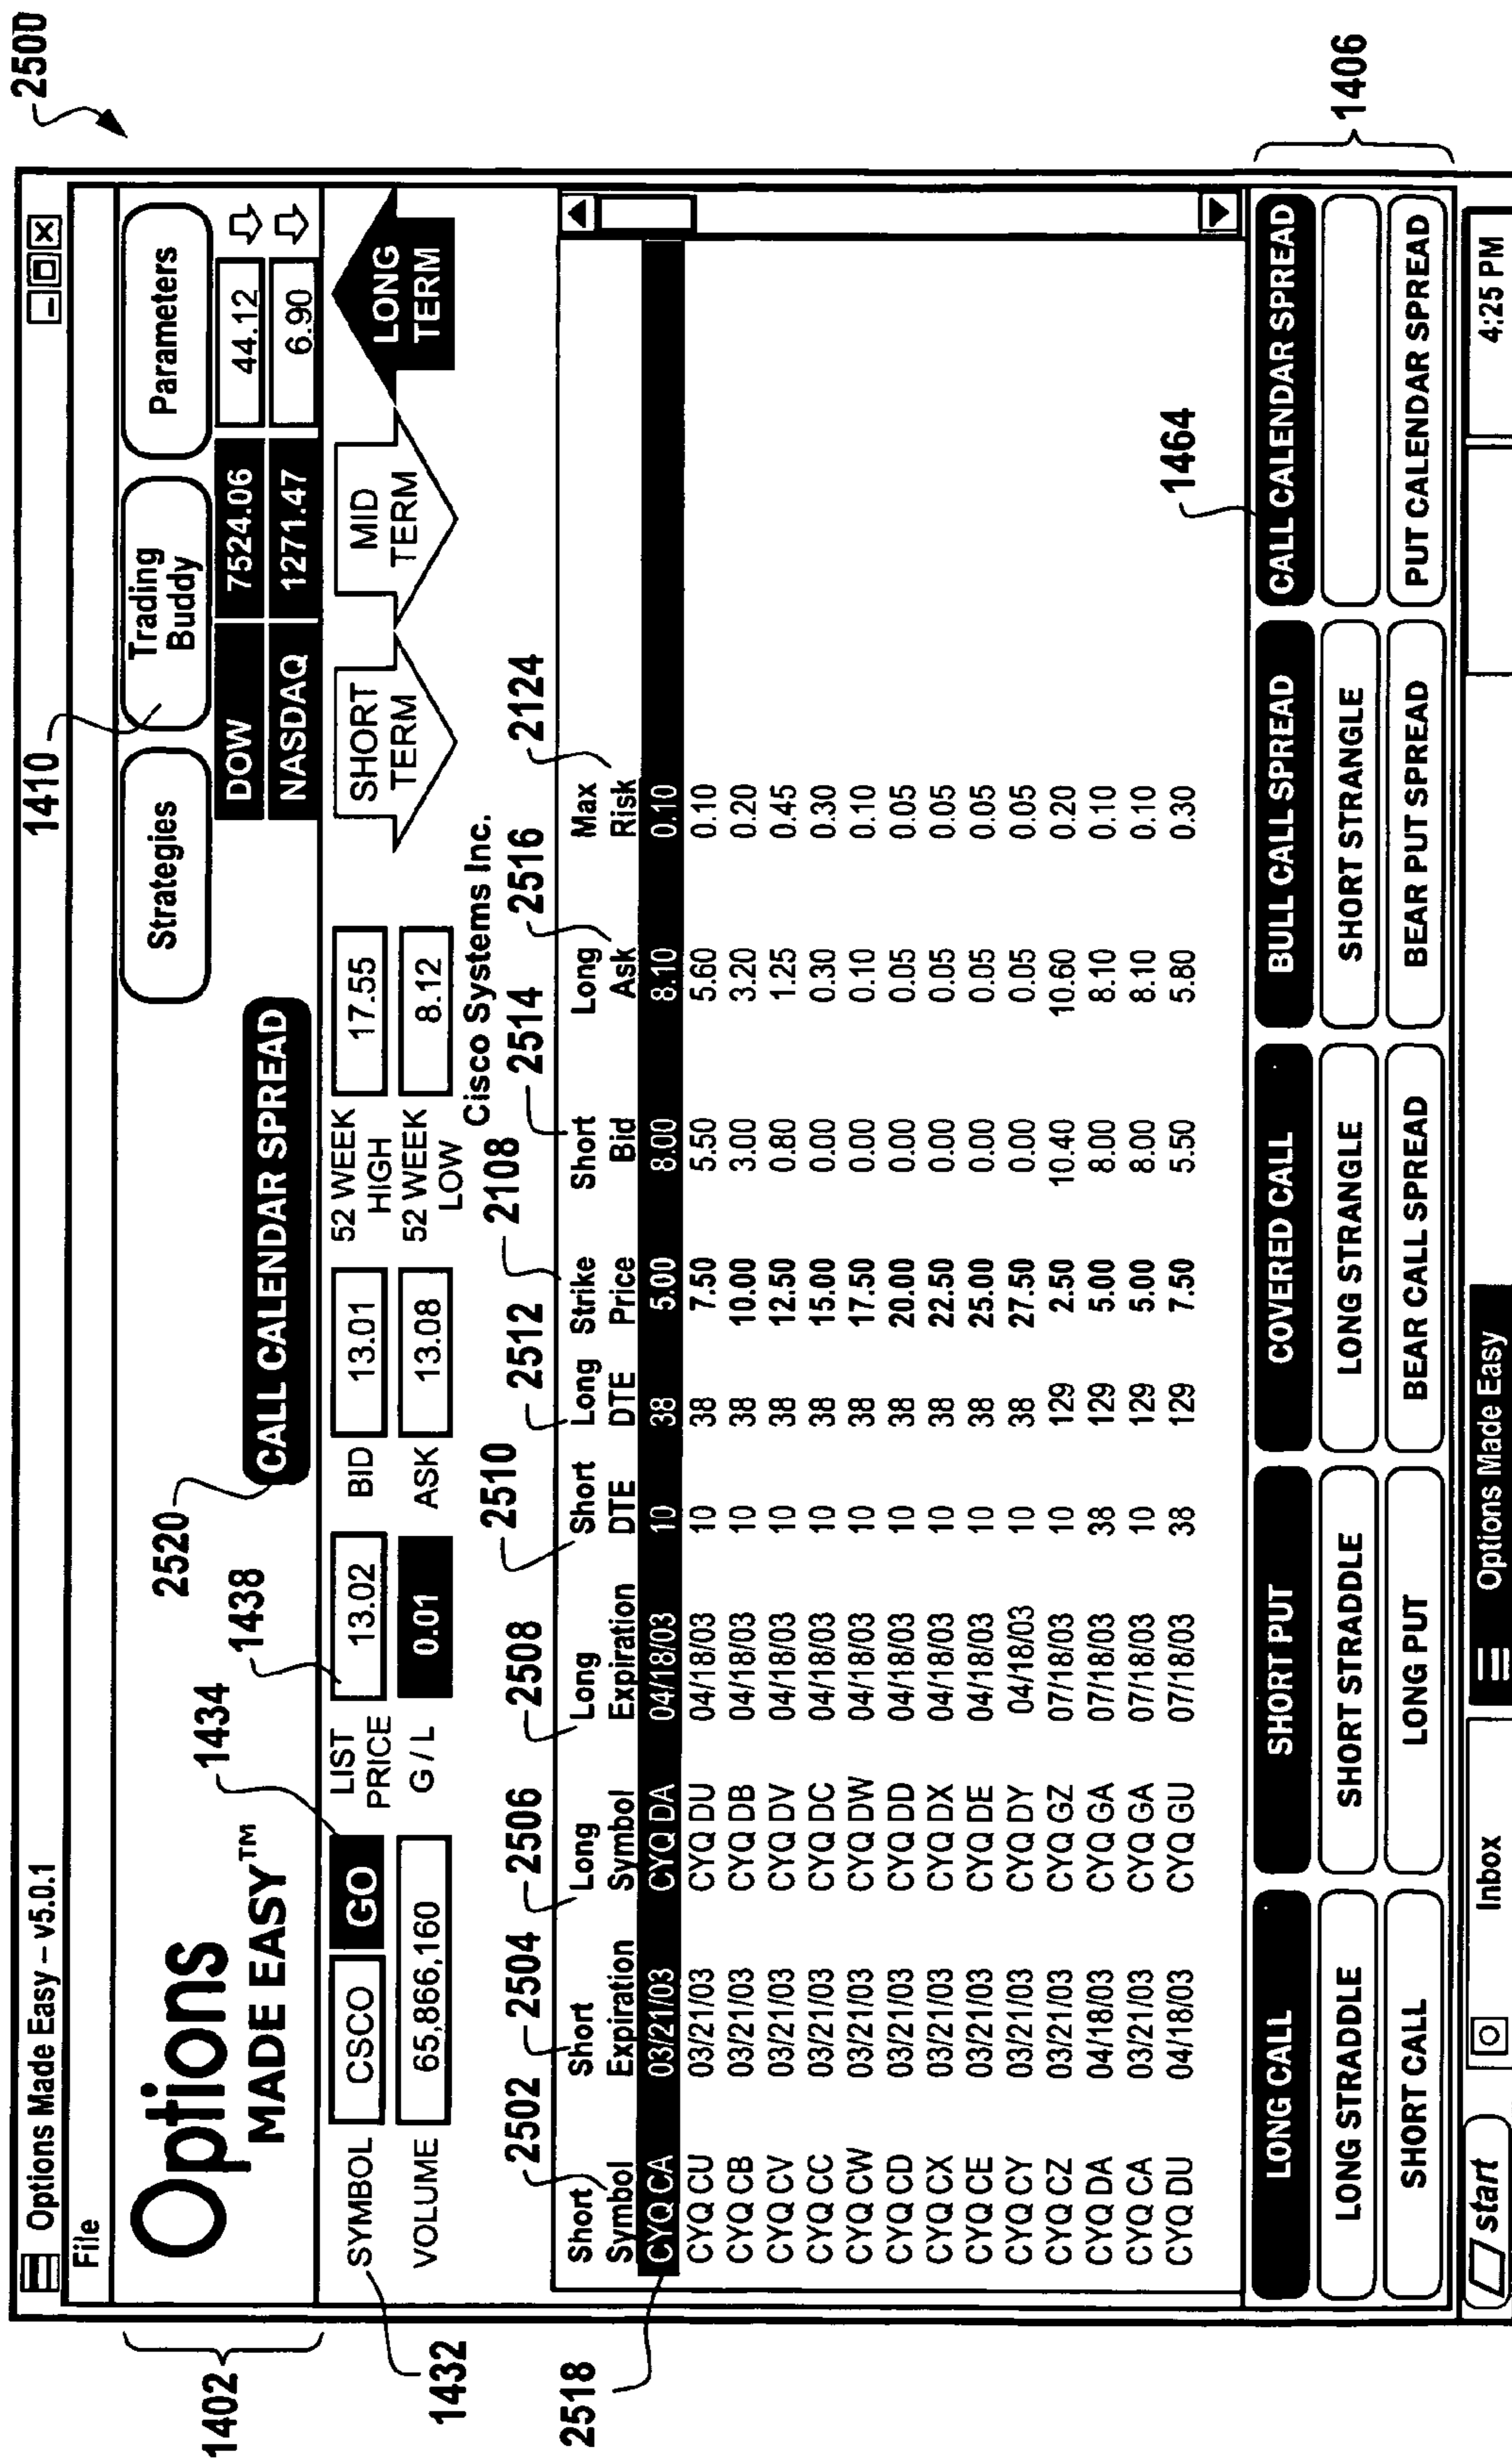 2500
Options Made Easy – v5.0.1
File
1402
1410
Options
MADE EASY™
Strategies
Trading
Buddy
Parameters
2520
CALL CALENDAR SPREAD
DOW 7524.06 44.12
NASDAQ 1271.47 6.90
1434
1438
1432
SYMBOL CSCO GO
LIST
PRICE 13.02
BID 13.01
52 WEEK
HIGH 17.55
VOLUME 65,866,160
G / L 0.01
ASK 13.08
52 WEEK
LOW 8.12
SHORT
TERM
MID
TERM
LONG
TERM
Cisco Systems Inc.
2502 2504 2506 2508 2510 2512 2108 2514 2516 2124
Short Short Long Long Short Long Strike Short Long Max
Symbol Expiration Symbol Expiration DTE DTE Price Bid Ask Risk
2518
CYQ CA 03/21/03 CYQ DA 04/18/03 10 38 5.00 8.00 8.10 0.10
CYQ CU 03/21/03 CYQ DU 04/18/03 10 38 7.50 5.50 5.60 0.10
CYQ CB 03/21/03 CYQ DB 04/18/03 10 38 10.00 3.00 3.20 0.20
CYQ CV 03/21/03 CYQ DV 04/18/03 10 38 12.50 0.80 1.25 0.45
CYQ CC 03/21/03 CYQ DC 04/18/03 10 38 15.00 0.00 0.30 0.30
CYQ CW 03/21/03 CYQ DW 04/18/03 10 38 17.50 0.00 0.10 0.10
CYQ CD 03/21/03 CYQ DD 04/18/03 10 38 20.00 0.00 0.05 0.05
CYQ CX 03/21/03 CYQ DX 04/18/03 10 38 22.50 0.00 0.05 0.05
CYQ CE 03/21/03 CYQ DE 04/18/03 10 38 25.00 0.00 0.05 0.05
CYQ CY 03/21/03 CYQ DY 04/18/03 10 38 27.50 0.00 0.05 0.05
CYQ CZ 03/21/03 CYQ GZ 07/18/03 10 129 2.50 10.40 10.60 0.20
CYQ DA 04/18/03 CYQ GA 07/18/03 38 129 5.00 8.00 8.10 0.10
CYQ CA 03/21/03 CYQ GA 07/18/03 10 129 5.00 8.00 8.10 0.10
CYQ DU 04/18/03 CYQ GU 07/18/03 38 129 7.50 5.50 5.80 0.30
1464
LONG CALL SHORT PUT COVERED CALL BULL CALL SPREAD CALL CALENDAR SPREAD
LONG STRADDLE SHORT STRADDLE LONG STRANGLE SHORT STRANGLE
SHORT CALL LONG PUT BEAR CALL SPREAD BEAR PUT SPREAD PUT CALENDAR SPREAD
1406
start Inbox Options Made Easy 4:25 PM